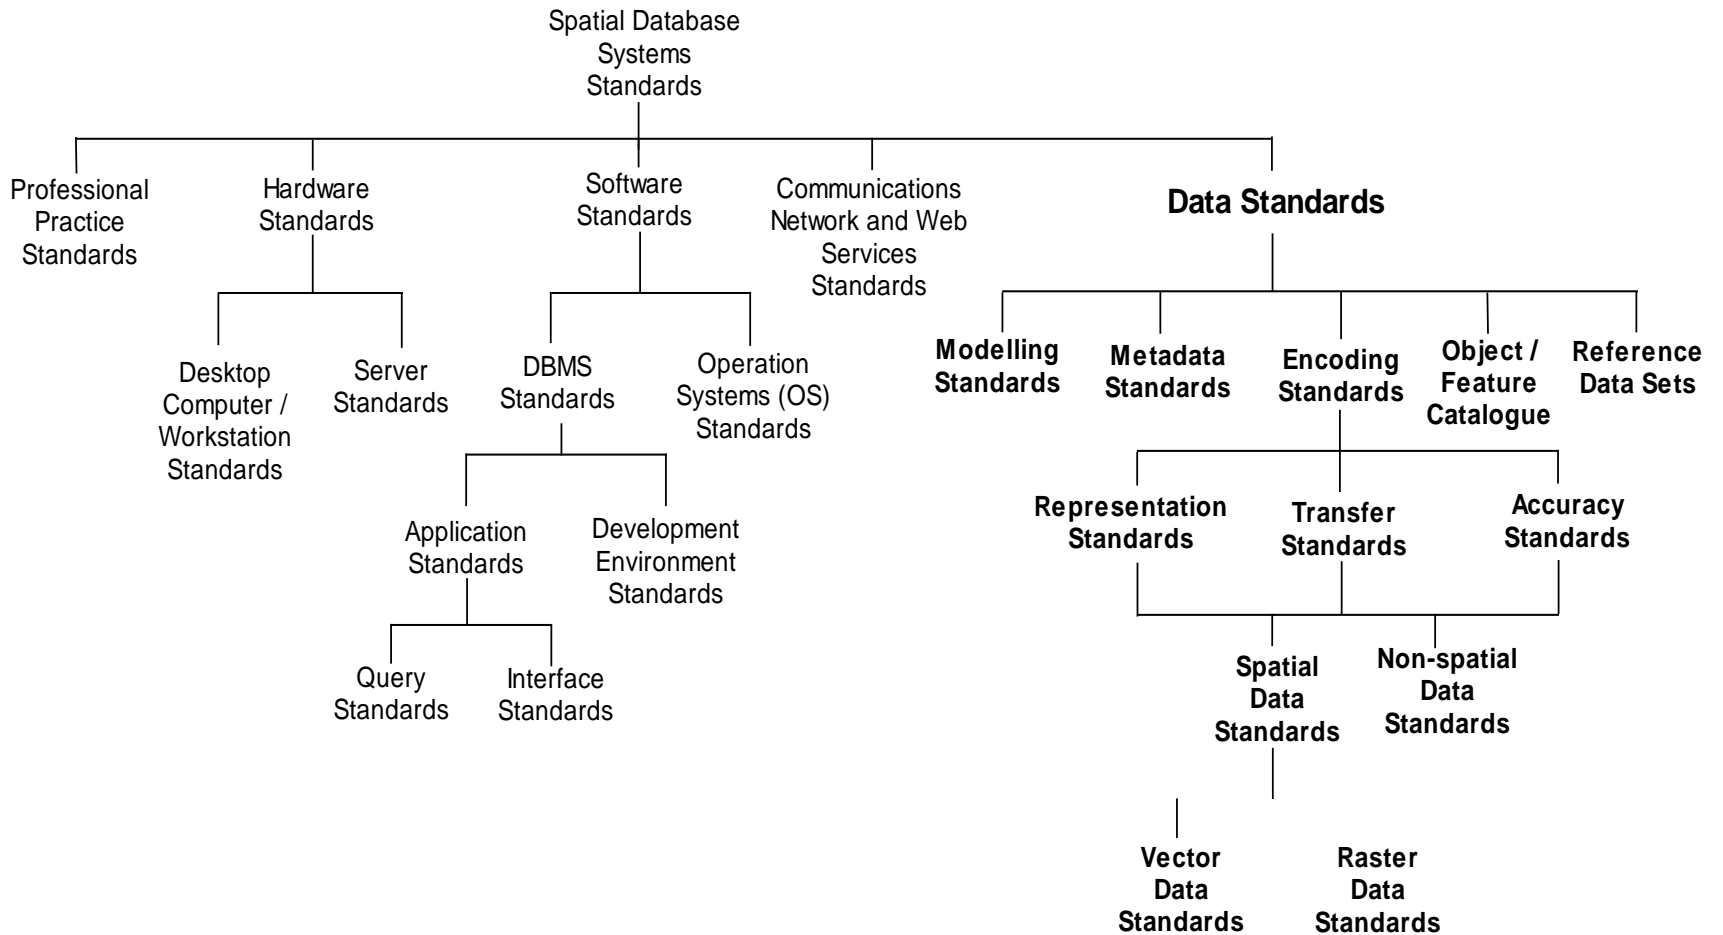 Spatial Database
Systems
Standards
Professional
Practice
Standards
Hardware
Standards
Software
Standards
Communications
Network and Web
Services
Standards
Data Standards
Desktop
Computer /
Workstation
Standards
Server
Standards
DBMS
Standards
Operation
Systems (OS)
Standards
Modelling
Standards
Metadata
Standards
Encoding
Standards
Object /
Feature
Catalogue
Reference
Data Sets
Application
Standards
Development
Environment
Standards
Representation
Standards
Transfer
Standards
Accuracy
Standards
Query
Standards
Interface
Standards
Spatial
Data
Standards
Non-spatial
Data
Standards
Vector
Data
Standards
Raster
Data
Standards